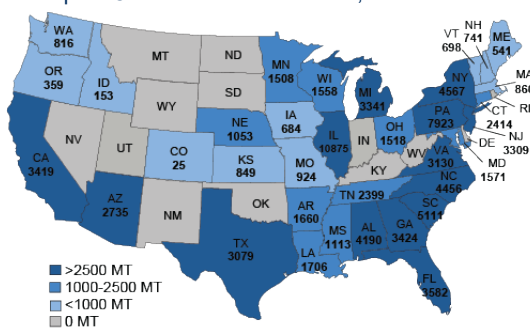 WA
816
OR
359
ID
153
MT
ND
SD
WY
NV
UT
CA
3419
AZ
2735
CO
25
NM
NE
1053
KS
849
OK
TX
3079
MN
1508
IA
684
MO
924
AR
1660
LA
1706
WI
1558
IL
10875
MI
3341
IN
OH
1518
KY
TN 2399
MS
1113
AL
4190
GA
3424
FL
3582
SC
5111
NC
4456
VA
3130
WV
PA
7923
NY
4567
VT
698
NH
741
ME
541
MA
CT
2414
NJ
3309
DE
MD
1571
>2500 MT
1000-2500 MT
<1000 MT
0 MT